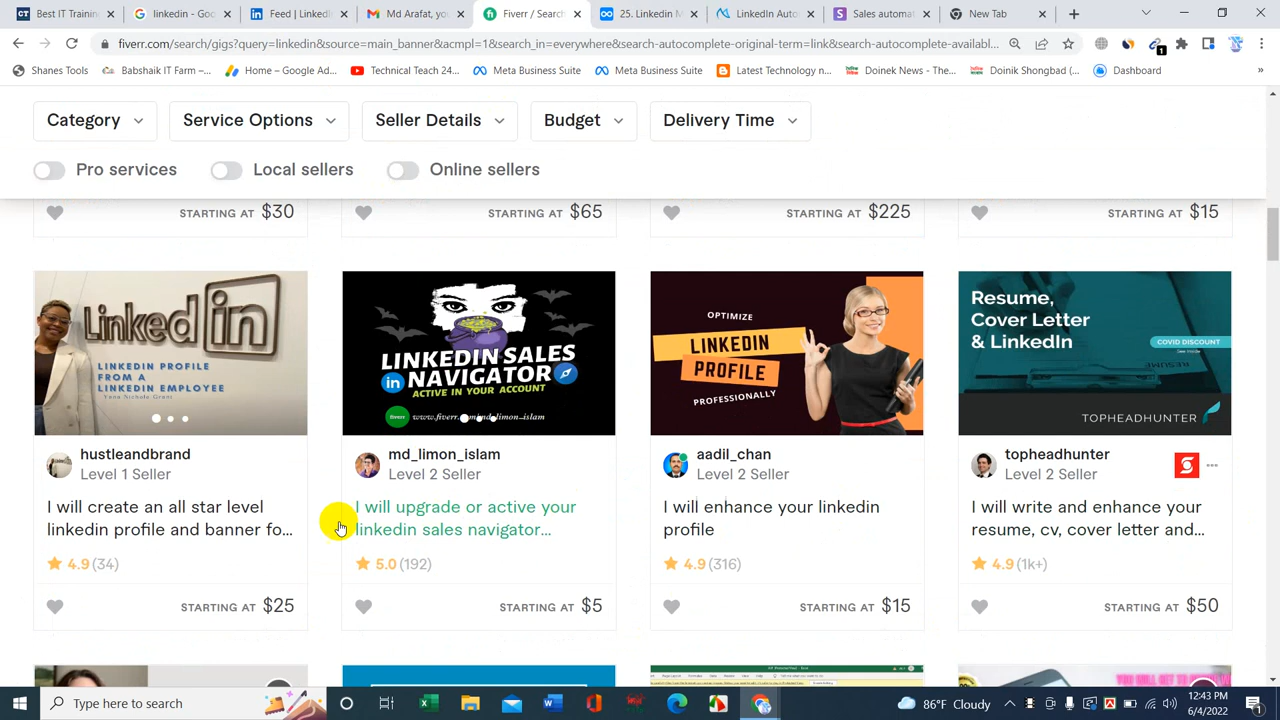 Best 15 Lin
linkedin - Goo
Feed | LinkedIn
Md Arafat, you
Fiverr / Search
25. Linkedin M
LinkedIn Auto
Sales automat
New Tab
fiverr.com/search/gigs?query=linkedin&source=main_banner&acmpl=1&search_in=everywhere&search-autocomplete-original-term=link&search-autocomplete-availabl...
1
Shanes Tools
Babshaik IT Farm –...
Home - Google Ad...
Technical Teach 24...
Meta Business Suite
Meta Business Suite
Latest Technology n...
Doinek News - The...
Doinik Shongbad (...
Dashboard
»
Category
Service Options
Seller Details
Budget
Delivery Time
Pro services
Local sellers
Online sellers
STARTING AT $30
STARTING AT $65
STARTING AT $225
STARTING AT $15
Linkedin
LINKEDIN PROFILE
FROM A
LINKEDIN EMPLOYEE
LINKEDIN SALES
NAVIGATOR
in
ACTIVE IN YOUR ACCOUNT
fiverr
OPTIMIZE
LINKEDIN
PROFILE
PROFESSIONALLY
Resume,
Cover Letter
& LinkedIn
COVID DISCOUNT
See inside
TOPHEADHUNTER
hustleandbrand
Level 1 Seller
I will create an all star level
linkedin profile and banner fo...
4.9 (34)
STARTING AT $25
md_limon_islam
Level 2 Seller
I will upgrade or active your
linkedin sales navigator...
5.0 (192)
STARTING AT $5
aadil_chan
Level 2 Seller
I will enhance your linkedin
profile
4.9 (316)
STARTING AT $15
topheadhunter
Level 2 Seller
I will write and enhance your
resume, cv, cover letter and...
4.9 (1k+)
STARTING AT $50
Type here to search
86°F Cloudy
12:43 PM
6/4/2022
1